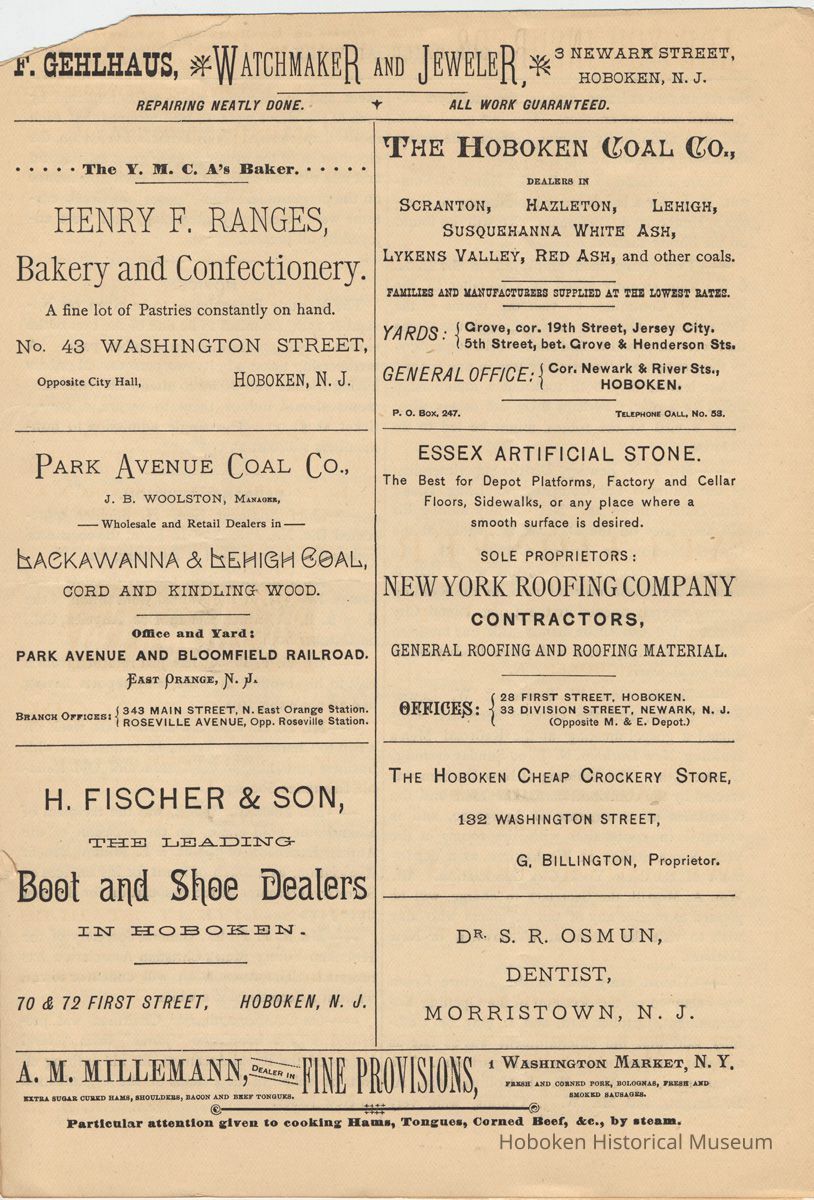 F. GEHLHAUS, WATCHMAKER AND JEWELER, 3 NEWARK STREET,
HOBOKEN, N. J.
REPAIRING NEATLY DONE. ALL WORK GUARANTEED.
The Y. M. C. A's Baker.
HENRY F. RANGES,
Bakery and Confectionery.
A fine lot of Pastries constantly on hand.
No. 43 WASHINGTON STREET,
Opposite City Hall, HOBOKEN, N. J.
PARK AVENUE COAL CO.,
J. B. WOOLSTON, MANAGER,
—Wholesale and Retail Dealers in—
LACKAWANNA & LEHIGH COAL,
CORD AND KINDLING WOOD.
Office and Yard:
PARK AVENUE AND BLOOMFIELD RAILROAD.
EAST ORANGE, N. J.
BRANCH OFFICES: { 343 MAIN STREET, N. East Orange Station.
ROSEVILLE AVENUE, Opp. Roseville Station.
H. FISCHER & SON,
THE LEADING
Boot and Shoe Dealers
IN HOBOKEN.
70 & 72 FIRST STREET, HOBOKEN, N. J.
THE HOBOKEN COAL CO.,
DEALERS IN
SCRANTON, HAZLETON, LEHIGH,
SUSQUEHANNA WHITE ASH,
LYKENS VALLEY, RED ASH, and other coals.
FAMILIES AND MANUFACTURERS SUPPLIED AT THE LOWEST RATES.
YARDS: { Grove, cor. 19th Street, Jersey City.
5th Street, bet. Grove & Henderson Sts.
GENERAL OFFICE: { Cor. Newark & River Sts.,
HOBOKEN.
P. O. Box, 247. TELEPHONE CALL, No. 53.
ESSEX ARTIFICIAL STONE.
The Best for Depot Platforms, Factory and Cellar
Floors, Sidewalks, or any place where a
smooth surface is desired.
SOLE PROPRIETORS:
NEW YORK ROOFING COMPANY
CONTRACTORS,
GENERAL ROOFING AND ROOFING MATERIAL.
OFFICES: { 28 FIRST STREET, HOBOKEN.
33 DIVISION STREET, NEWARK, N. J.
(Opposite M. & E. Depot.)
THE HOBOKEN CHEAP CROCKERY STORE,
132 WASHINGTON STREET,
G. BILLINGTON, Proprietor.
DR. S. R. OSMUN,
DENTIST,
MORRISTOWN, N. J.
A. M. MILLEMANN, DEALER IN FINE PROVISIONS, 1 WASHINGTON MARKET, N. Y.
EXTRA SUGAR CURED HAMS, SHOULDERS, BACON AND BEEF TONGUES. FRESH AND CORNED PORK, BOLOGNAS, FRESH AND
SMOKED SAUSAGES.
Particular attention given to cooking Hams, Tongues, Corned Beef, &c., by steam.
Hoboken Historical Museum